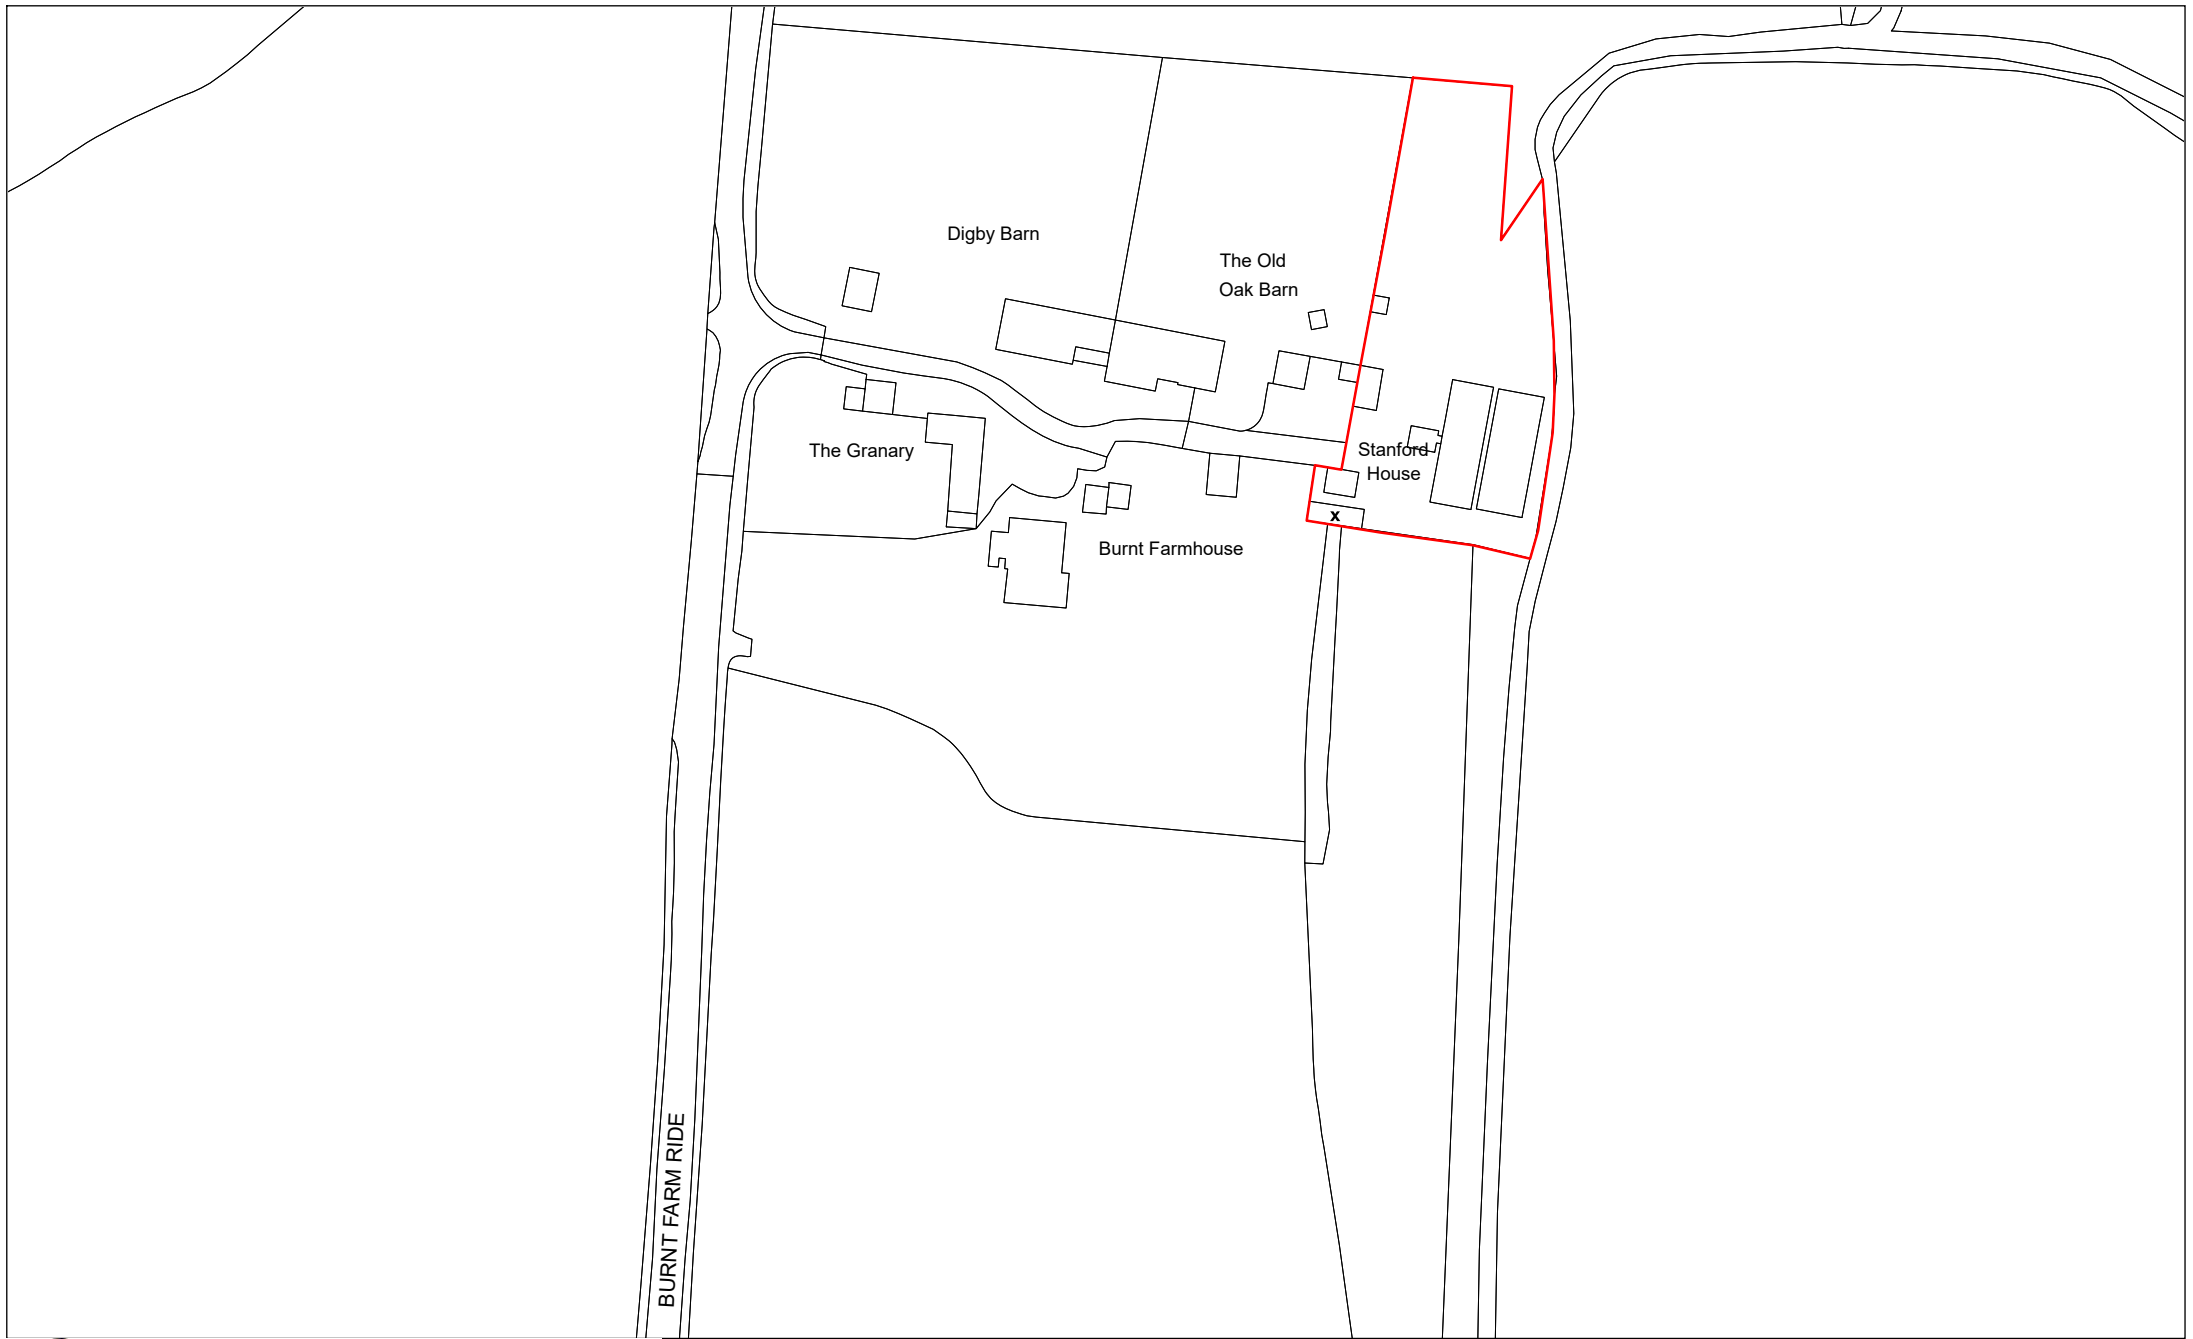 Digby Barn
The Old
Oak Barn
The Granary
Stanford
House
x
Burnt Farmhouse
BURNT FARM RIDE